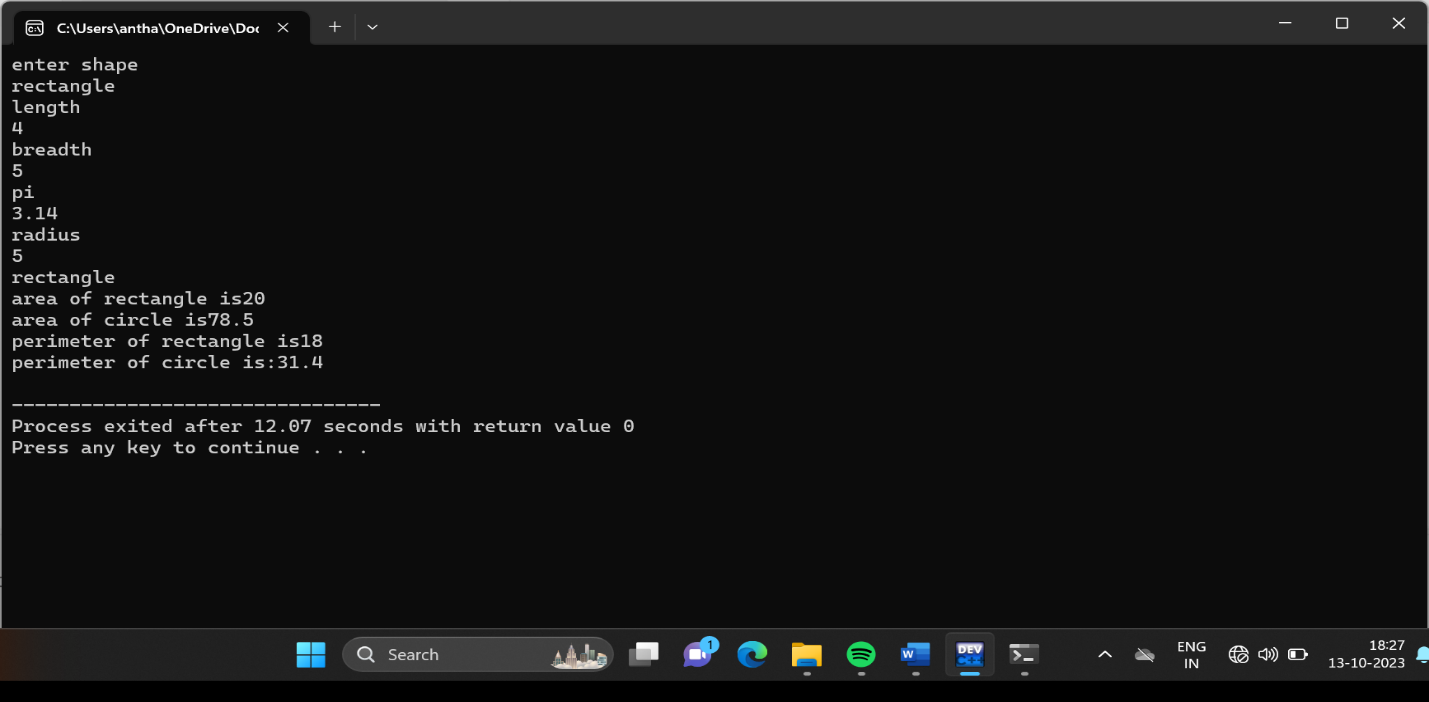 C:\Users\antha\OneDrive\Doc
enter shape
rectangle
length
4
breadth
5
pi
3.14
radius
5
rectangle
area of rectangle is20
area of circle is78.5
perimeter of rectangle is18
perimeter of circle is:31.4
--------------------------------
Process exited after 12.07 seconds with return value 0
Press any key to continue . . .
Search
1
W
DEV
C++
ENG
IN
18:27
13-10-2023